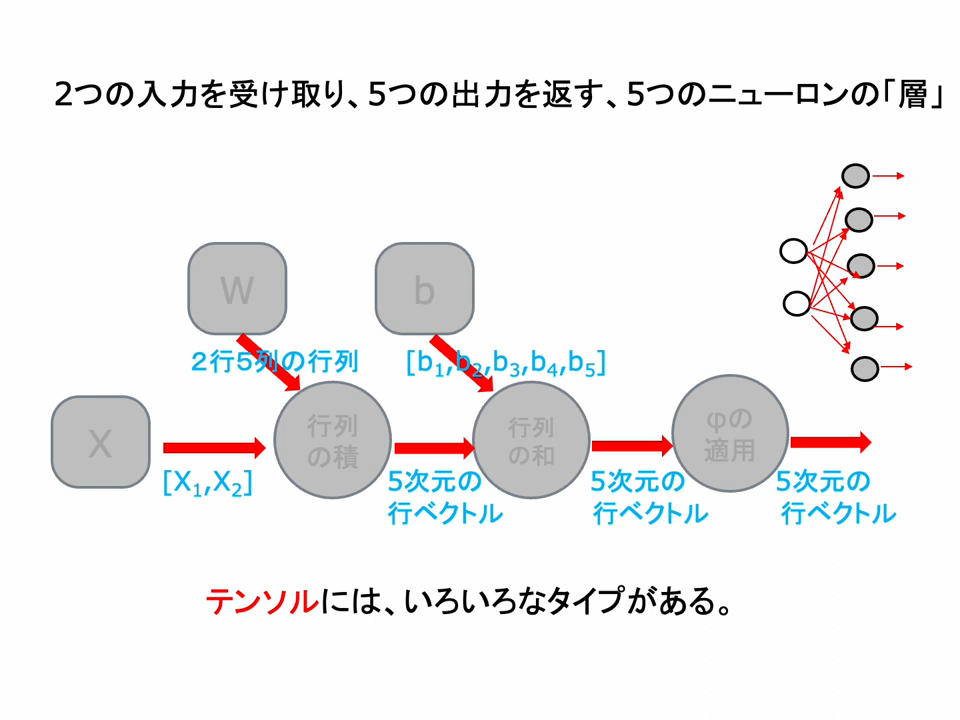 2つの入力を受け取り、5つの出力を返す、5つのニューロンの「層」
W
b
2行5列の行列
[b1,b2,b3,b4,b5]
X
行列
の積
行列
の和
φの
適用
[X1,X2]
5次元の
行ベクトル
5次元の
行ベクトル
5次元の
行ベクトル
テンソルには、いろいろなタイプがある。